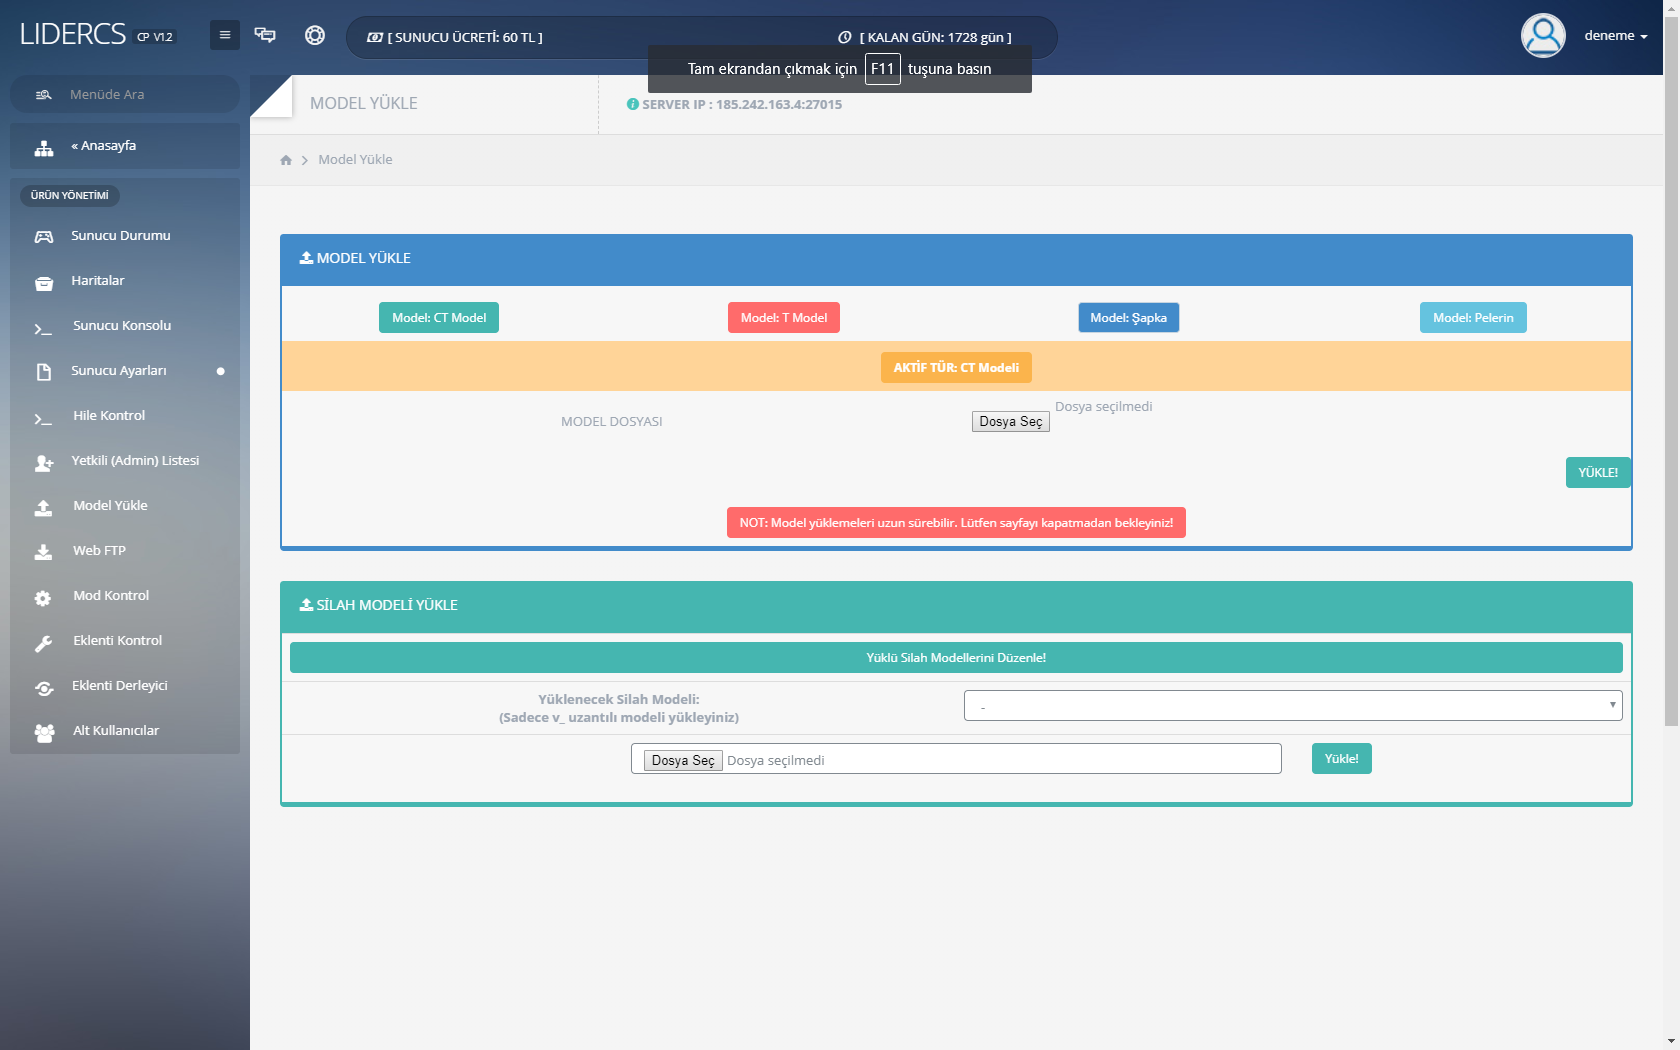 LIDERCS CP V1.2
[ SUNUCU ÜCRETİ: 60 TL ]
[ KALAN GÜN: 1728 gün ]
deneme
Tam ekrandan çıkmak için F11 tuşuna basın
Menüde Ara
« Anasayfa
ÜRÜN YÖNETİMİ
Sunucu Durumu
Haritalar
Sunucu Konsolu
Sunucu Ayarları
Hile Kontrol
Yetkili (Admin) Listesi
Model Yükle
Web FTP
Mod Kontrol
Eklenti Kontrol
Eklenti Derleyici
Alt Kullanıcılar
MODEL YÜKLE
SERVER IP : 185.242.163.4:27015
Model Yükle
MODEL YÜKLE
Model: CT Model
Model: T Model
Model: Şapka
Model: Pelerin
AKTİF TÜR: CT Modeli
MODEL DOSYASI
Dosya Seç
Dosya seçilmedi
YÜKLE!
NOT: Model yüklemeleri uzun sürebilir. Lütfen sayfayı kapatmadan bekleyiniz!
SİLAH MODELİ YÜKLE
Yüklü Silah Modellerini Düzenle!
Yüklenecek Silah Modeli:
(Sadece v_ uzantılı modeli yükleyiniz)
-
Dosya Seç Dosya seçilmedi
Yükle!